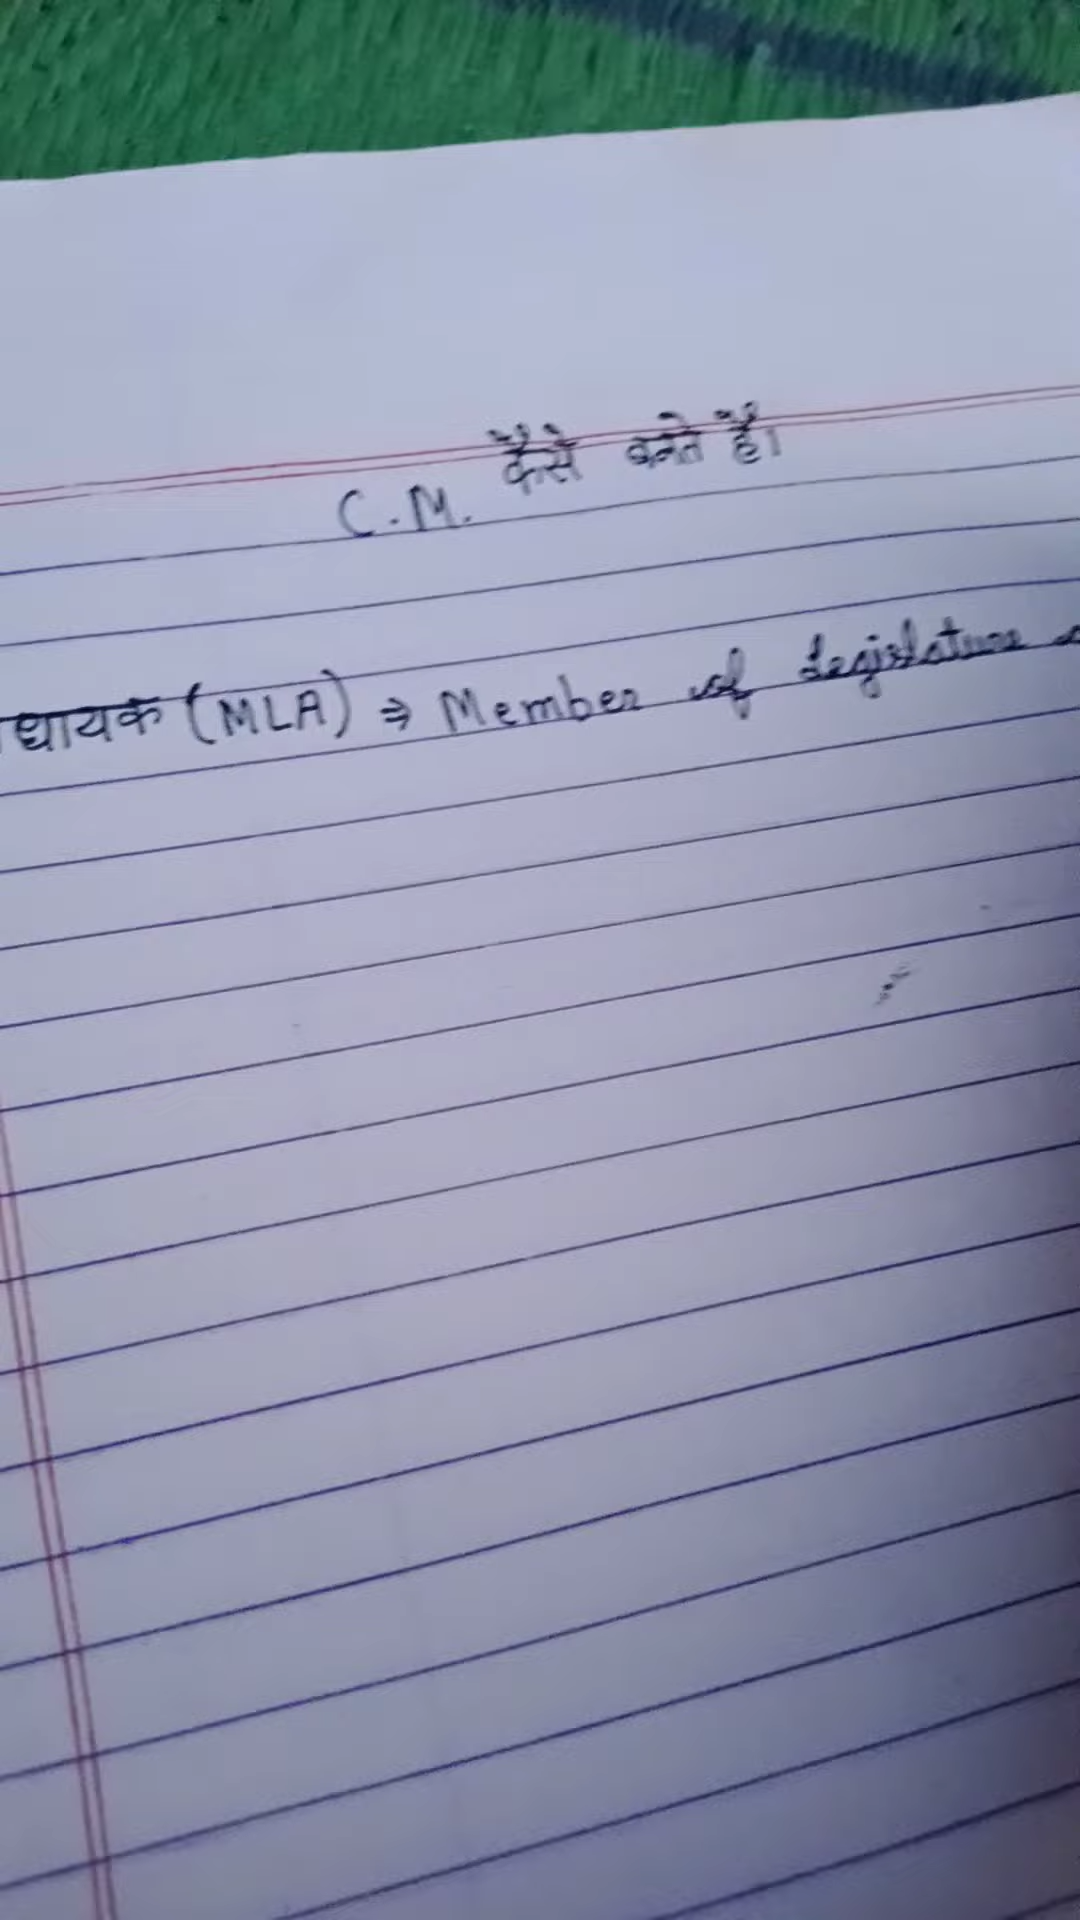 C.M. कैसे बनते हैं।
धायक (MLA) ⇒ Member of Legislature